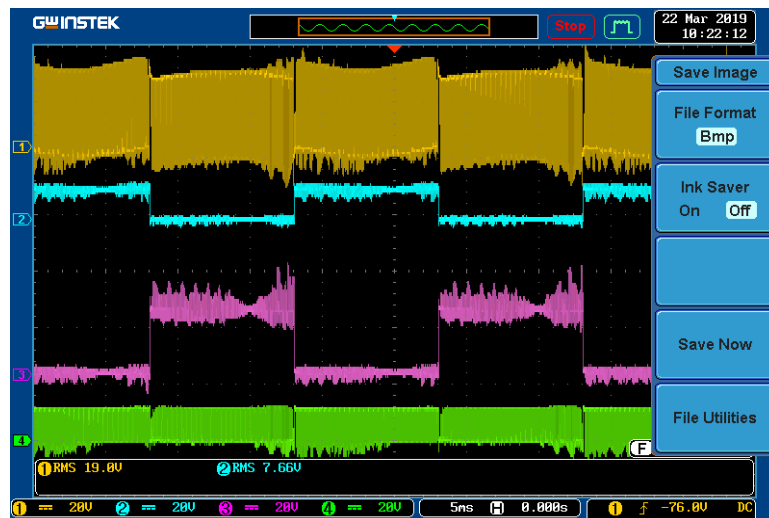 GWINSTEK
Stop
22 Mar 2019
10:22:12
Save Image
File Format
Bmp
Ink Saver
On Off
Save Now
File Utilities
1
2
3
4
F
1 RMS 19.0V 2 RMS 7.66V
1 20V 2 20V 3 20V 4 20V 5ms H 0.000s 1 -76.0V DC